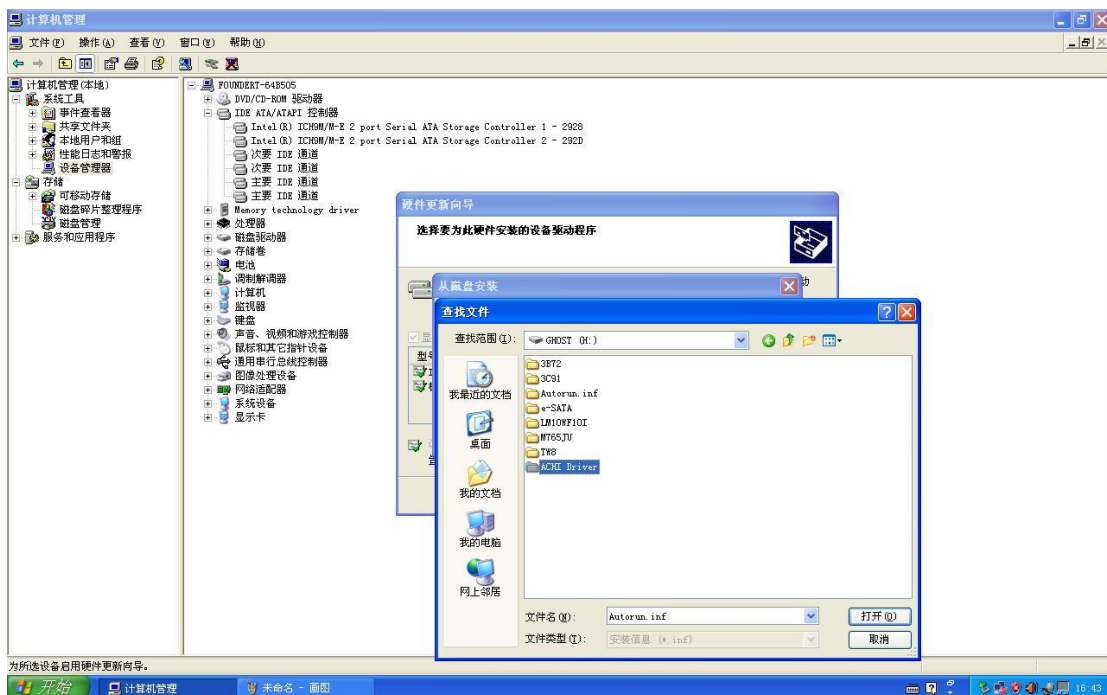 计算机管理
文件(F) 操作(A) 查看(V) 窗口(W) 帮助(H)
计算机管理(本地)
系统工具
事件查看器
共享文件夹
本地用户和组
性能日志和警报
设备管理器
存储
可移动存储
磁盘碎片整理程序
磁盘管理
服务和应用程序
FOUNDERT-64B505
DVD/CD-ROM 驱动器
IDE ATA/ATAPI 控制器
Intel(R) ICH9M/M-E 2 port Serial ATA Storage Controller 1 - 2928
Intel(R) ICH9M/M-E 2 port Serial ATA Storage Controller 2 - 292D
次要 IDE 通道
次要 IDE 通道
主要 IDE 通道
主要 IDE 通道
Memory technology driver
处理器
磁盘驱动器
存储卷
电池
调制解调器
计算机
监视器
键盘
声音、视频和游戏控制器
鼠标和其它指针设备
通用串行总线控制器
图像处理设备
网络适配器
系统设备
显示卡
硬件更新向导
选择要为此硬件安装的设备驱动程序
从磁盘安装
查找文件
查找范围(I): GHOST (H:)
我最近的文档
桌面
我的文档
我的电脑
网上邻居
3B72
3C91
Autorun.inf
e-SATA
LM10WF10I
M765JU
TW8
ACHI Driver
文件名(N): Autorun.inf 打开(O)
文件类型(T): 安装信息 (*.inf) 取消
为所选设备启用硬件更新向导。
开始 计算机管理 未命名 - 画图 16:43